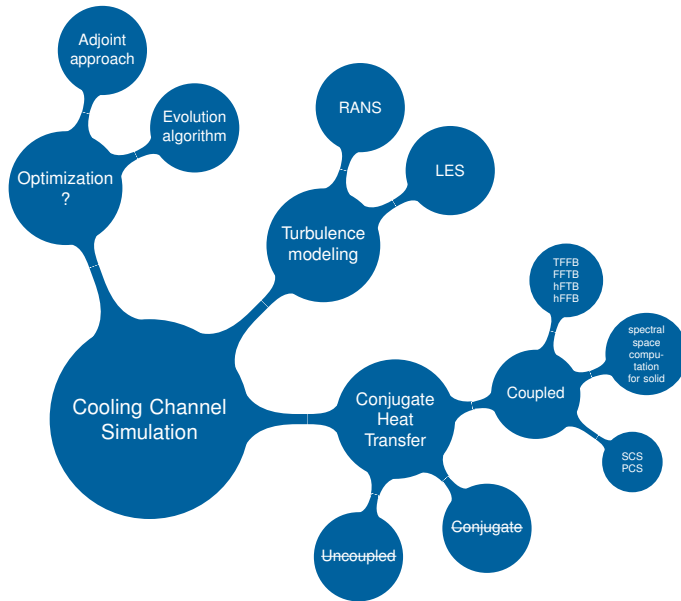 Adjoint
approach
Evolution
algorithm
Optimization
?
RANS
LES
Turbulence
modeling
Cooling Channel
Simulation
Conjugate
Heat
Transfer
Coupled
TFFB
FFTB
hFTB
hFFB
spectral
space
compu-
tation
for solid
SCS
PCS
Uncoupled
Conjugate